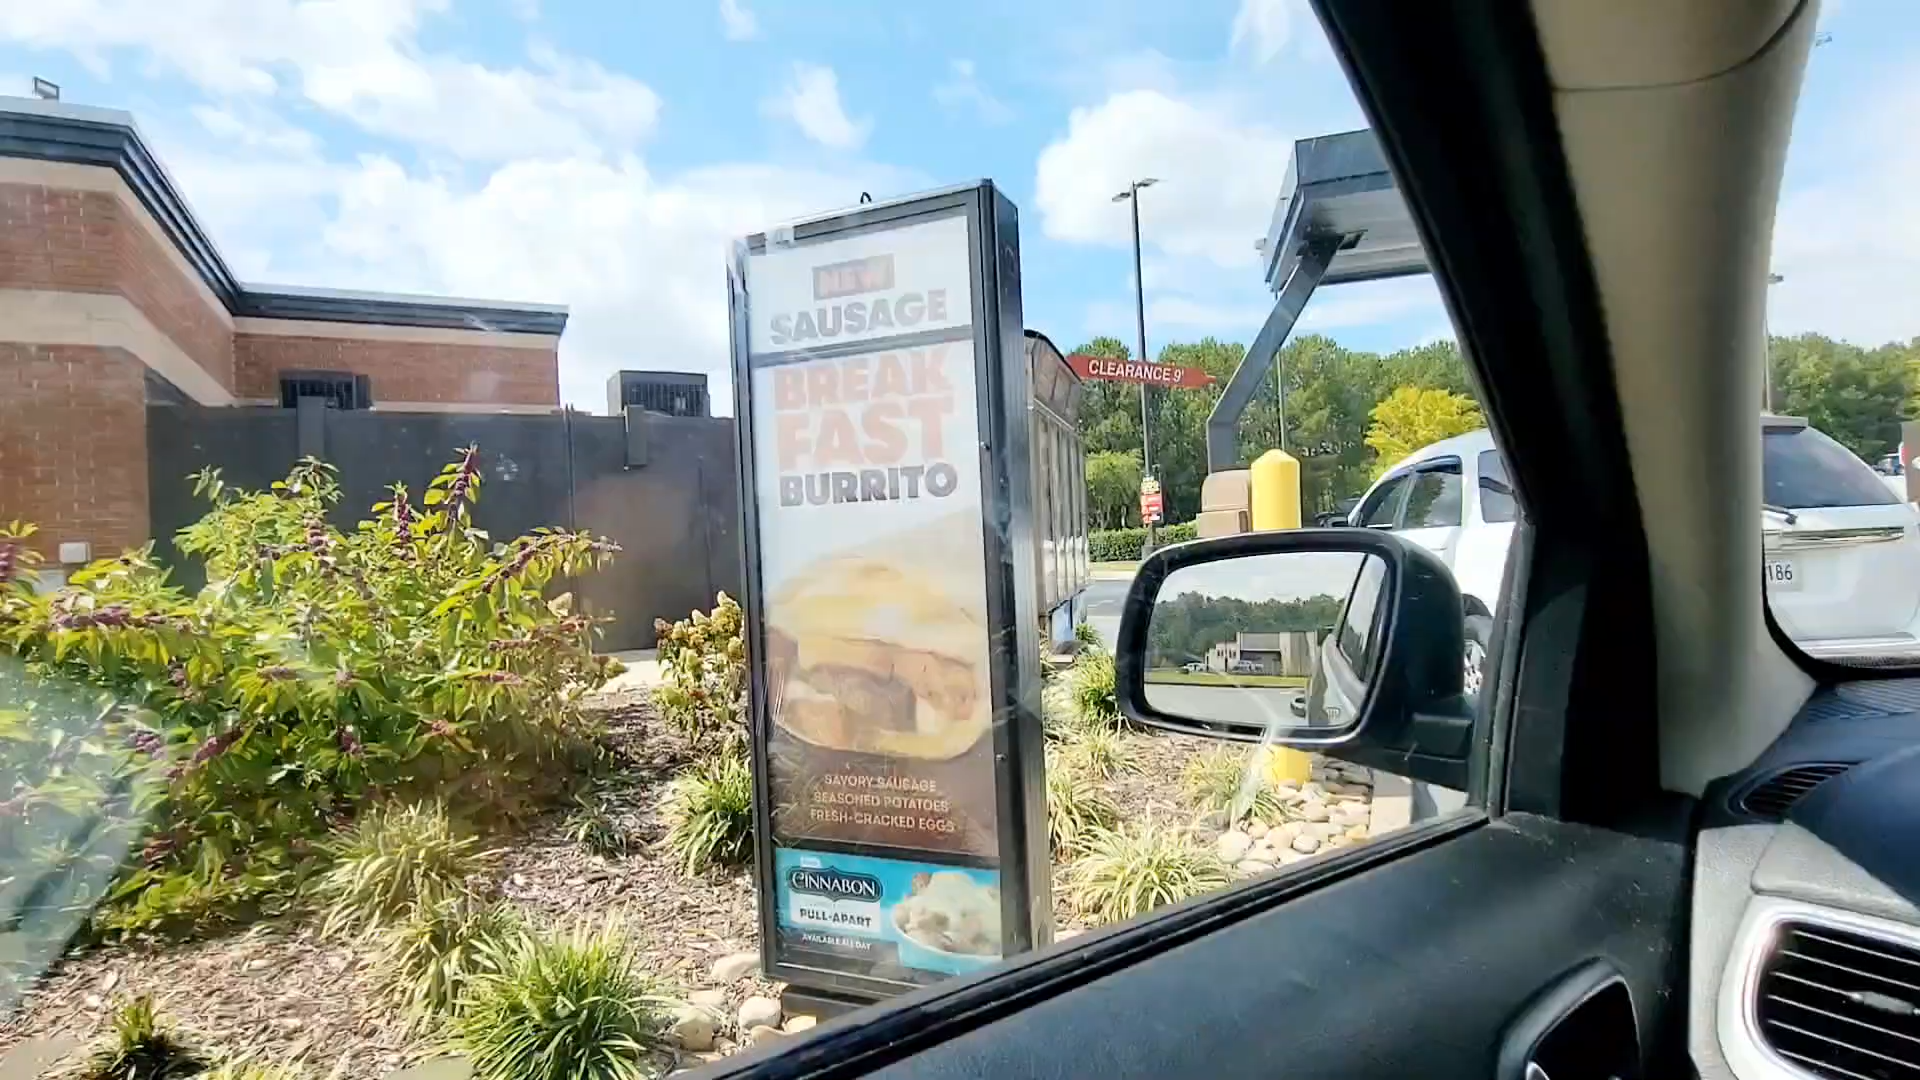 NEW
SAUSAGE
BREAK
FAST
BURRITO
SAVORY SAUSAGE
SEASONED POTATOES
FRESH-CRACKED EGGS
CINNABON
PULL-APART
AVAILABLE ALL DAY
CLEARANCE 9'
186